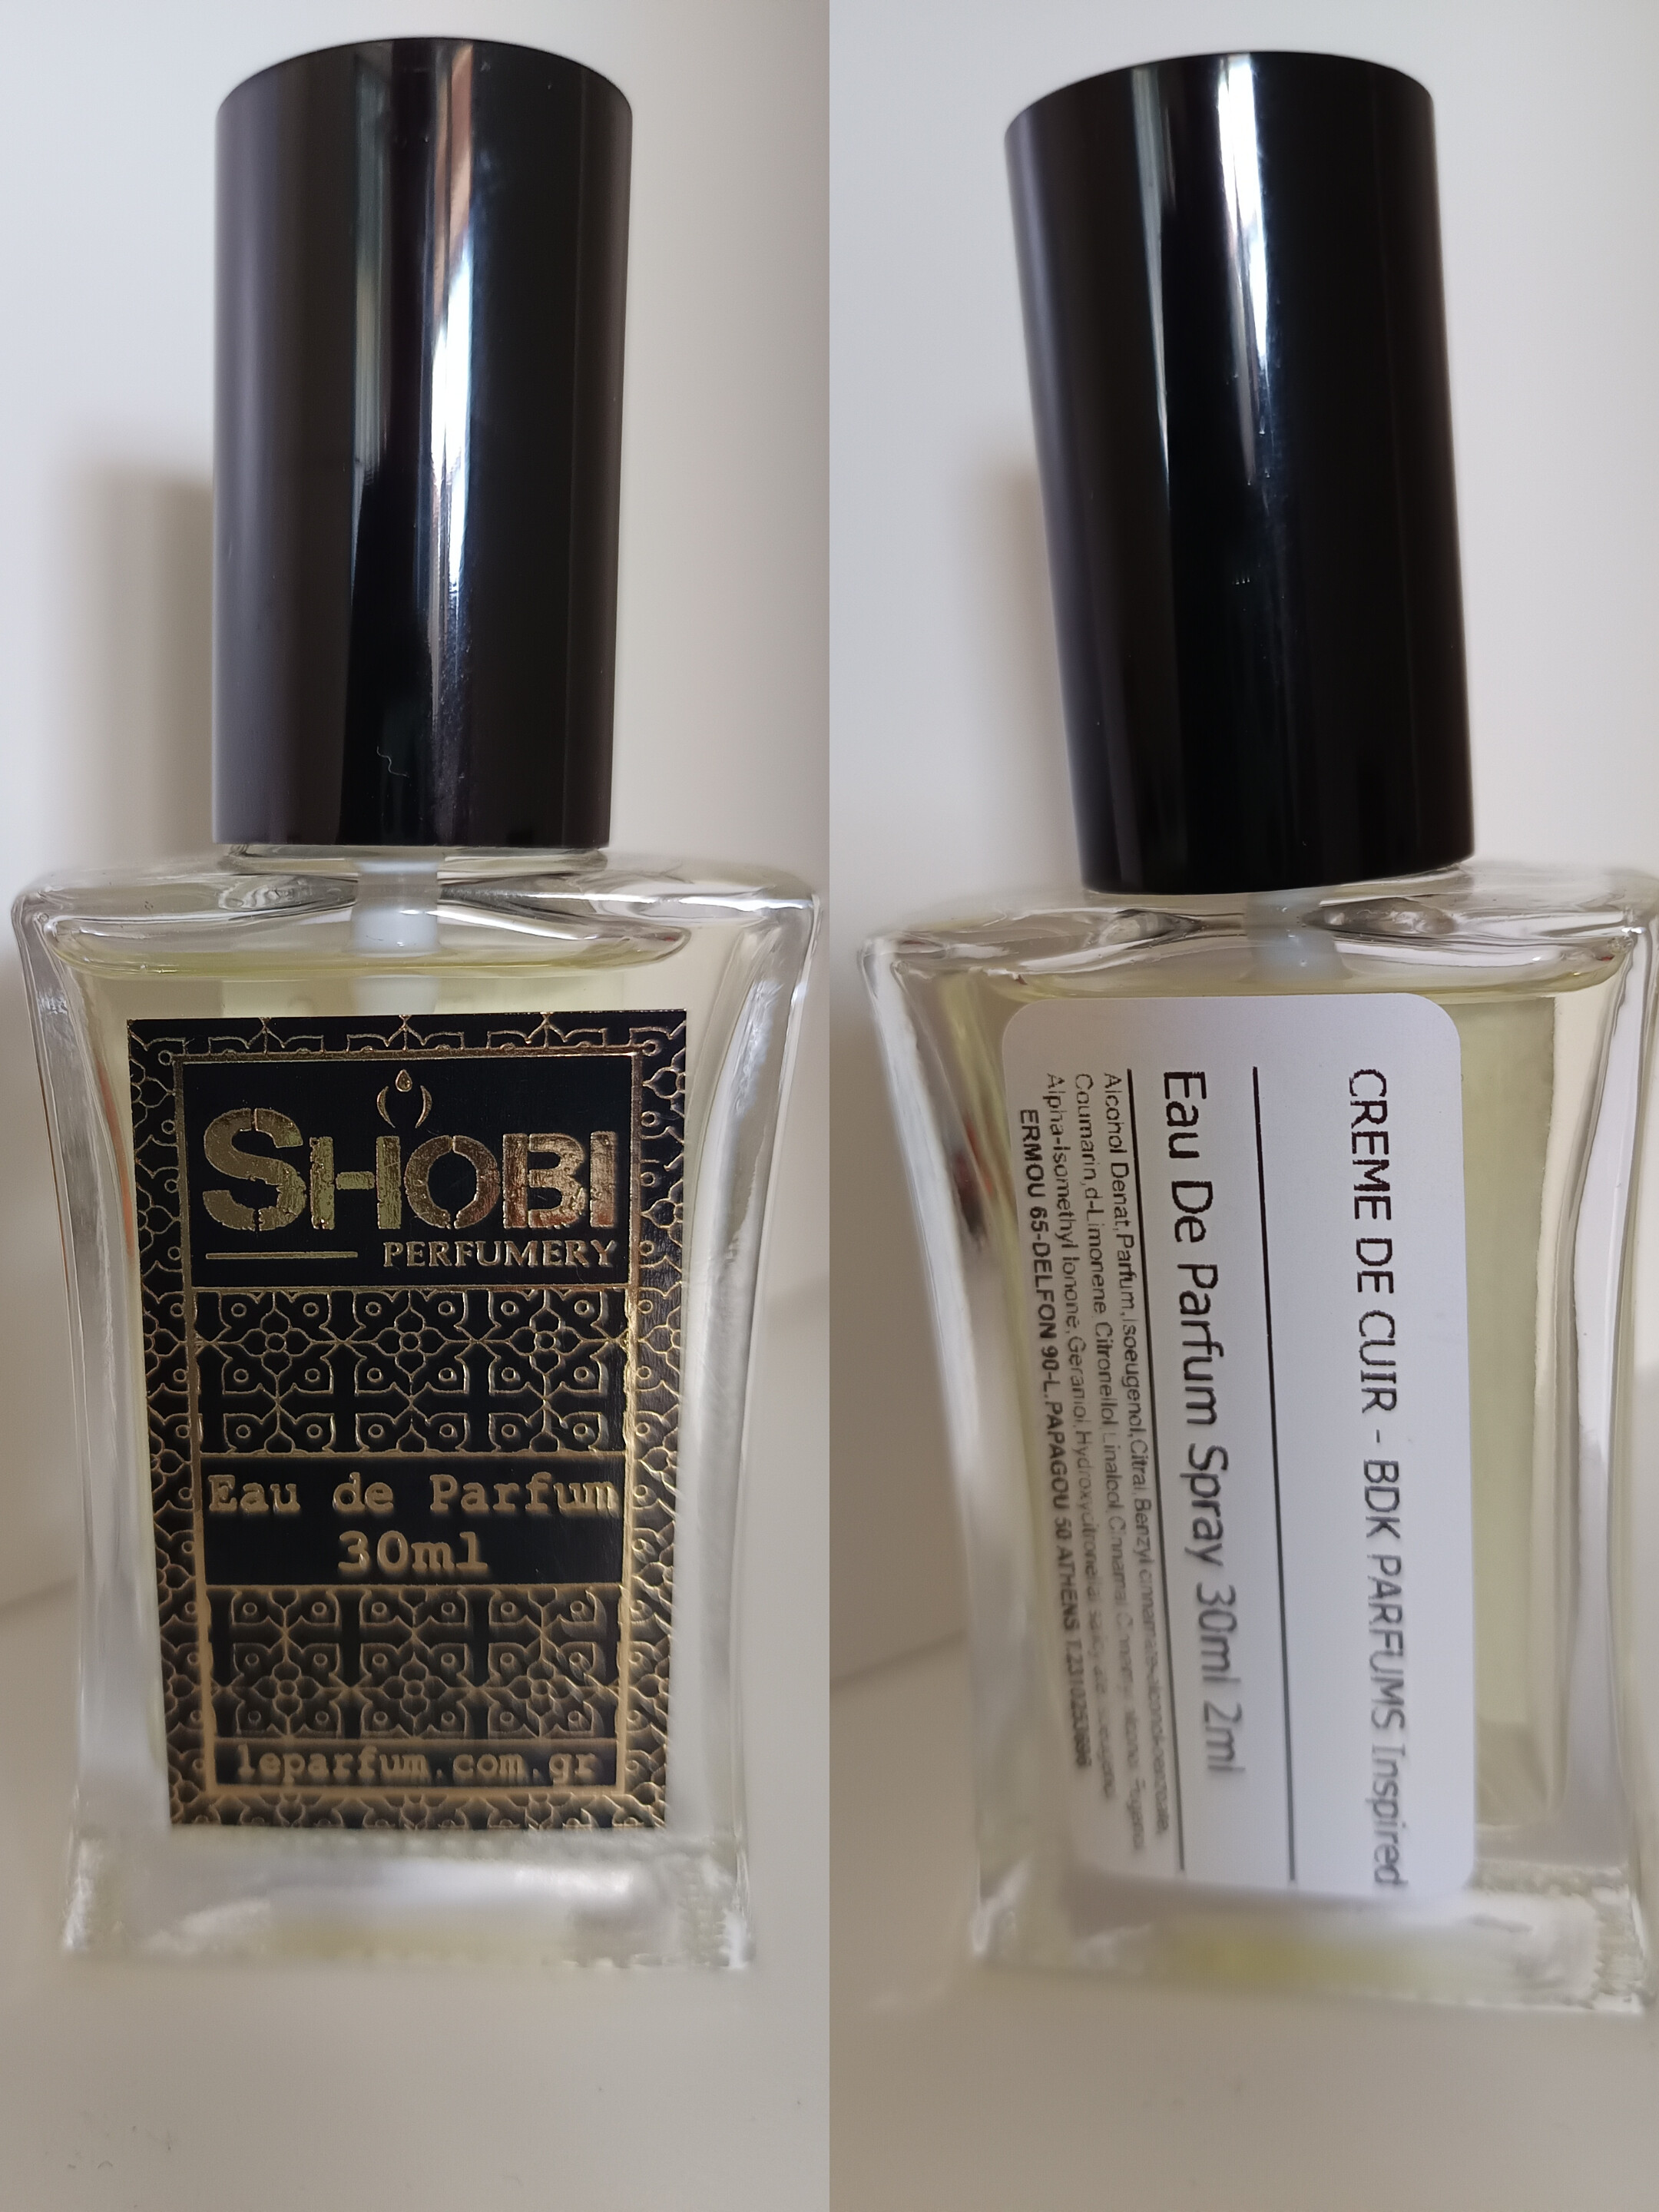 SHOBI
PERFUMERY
Eau de Parfum
30ml
leparfum.com.gr
CREME DE CUIR - BDK PARFUMS Inspired
Eau De Parfum Spray 30ml 2ml
Alcohol Denat,Parfum,Isoeugenol,Citral,Benzyl
Coumarin,d-Limonene,Citronellol,Linalool,Cinnamal
Alpha-Isomethyl Ionone,Geraniol,Hydroxycitronellal
ERMOU 65-DELFON 90-L.PAPAGOU 50 ATHENS